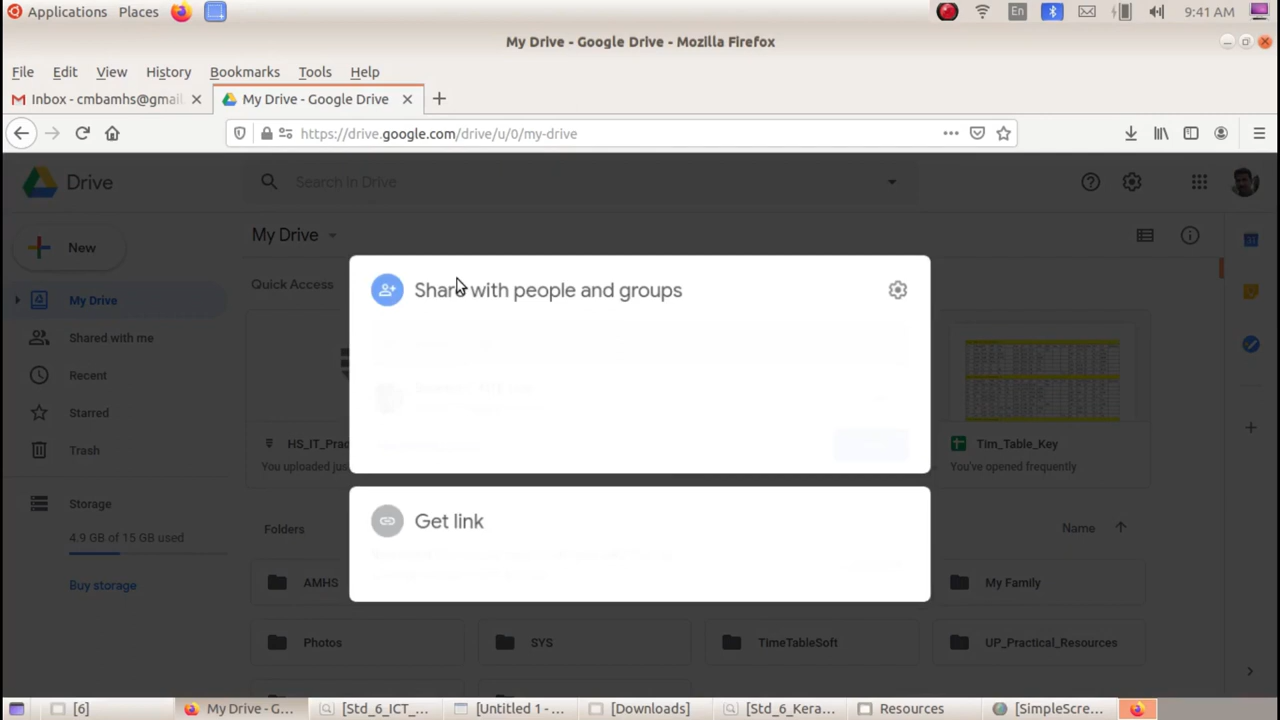 Applications Places En 9:41 AM
My Drive - Google Drive - Mozilla Firefox
File Edit View History Bookmarks Tools Help
Inbox - cmbamhs@gmail. My Drive - Google Drive
https://drive.google.com/drive/u/0/my-drive
Drive Search in Drive
New My Drive
Quick Access
My Drive
Shared with me
Recent
Starred
Trash
Storage
4.9 GB of 15 GB used
Buy storage
Share with people and groups
Get link
HS_IT_Prac
You uploaded jus
Tim_Table_Key
You've opened frequently
Folders Name
AMHS My Family
Photos SYS TimeTableSoft UP_Practical_Resources
[6] My Drive - G... [Std_6_ICT_... [Untitled 1 - ... [Downloads] [Std_6_Kera... Resources [SimpleScre...